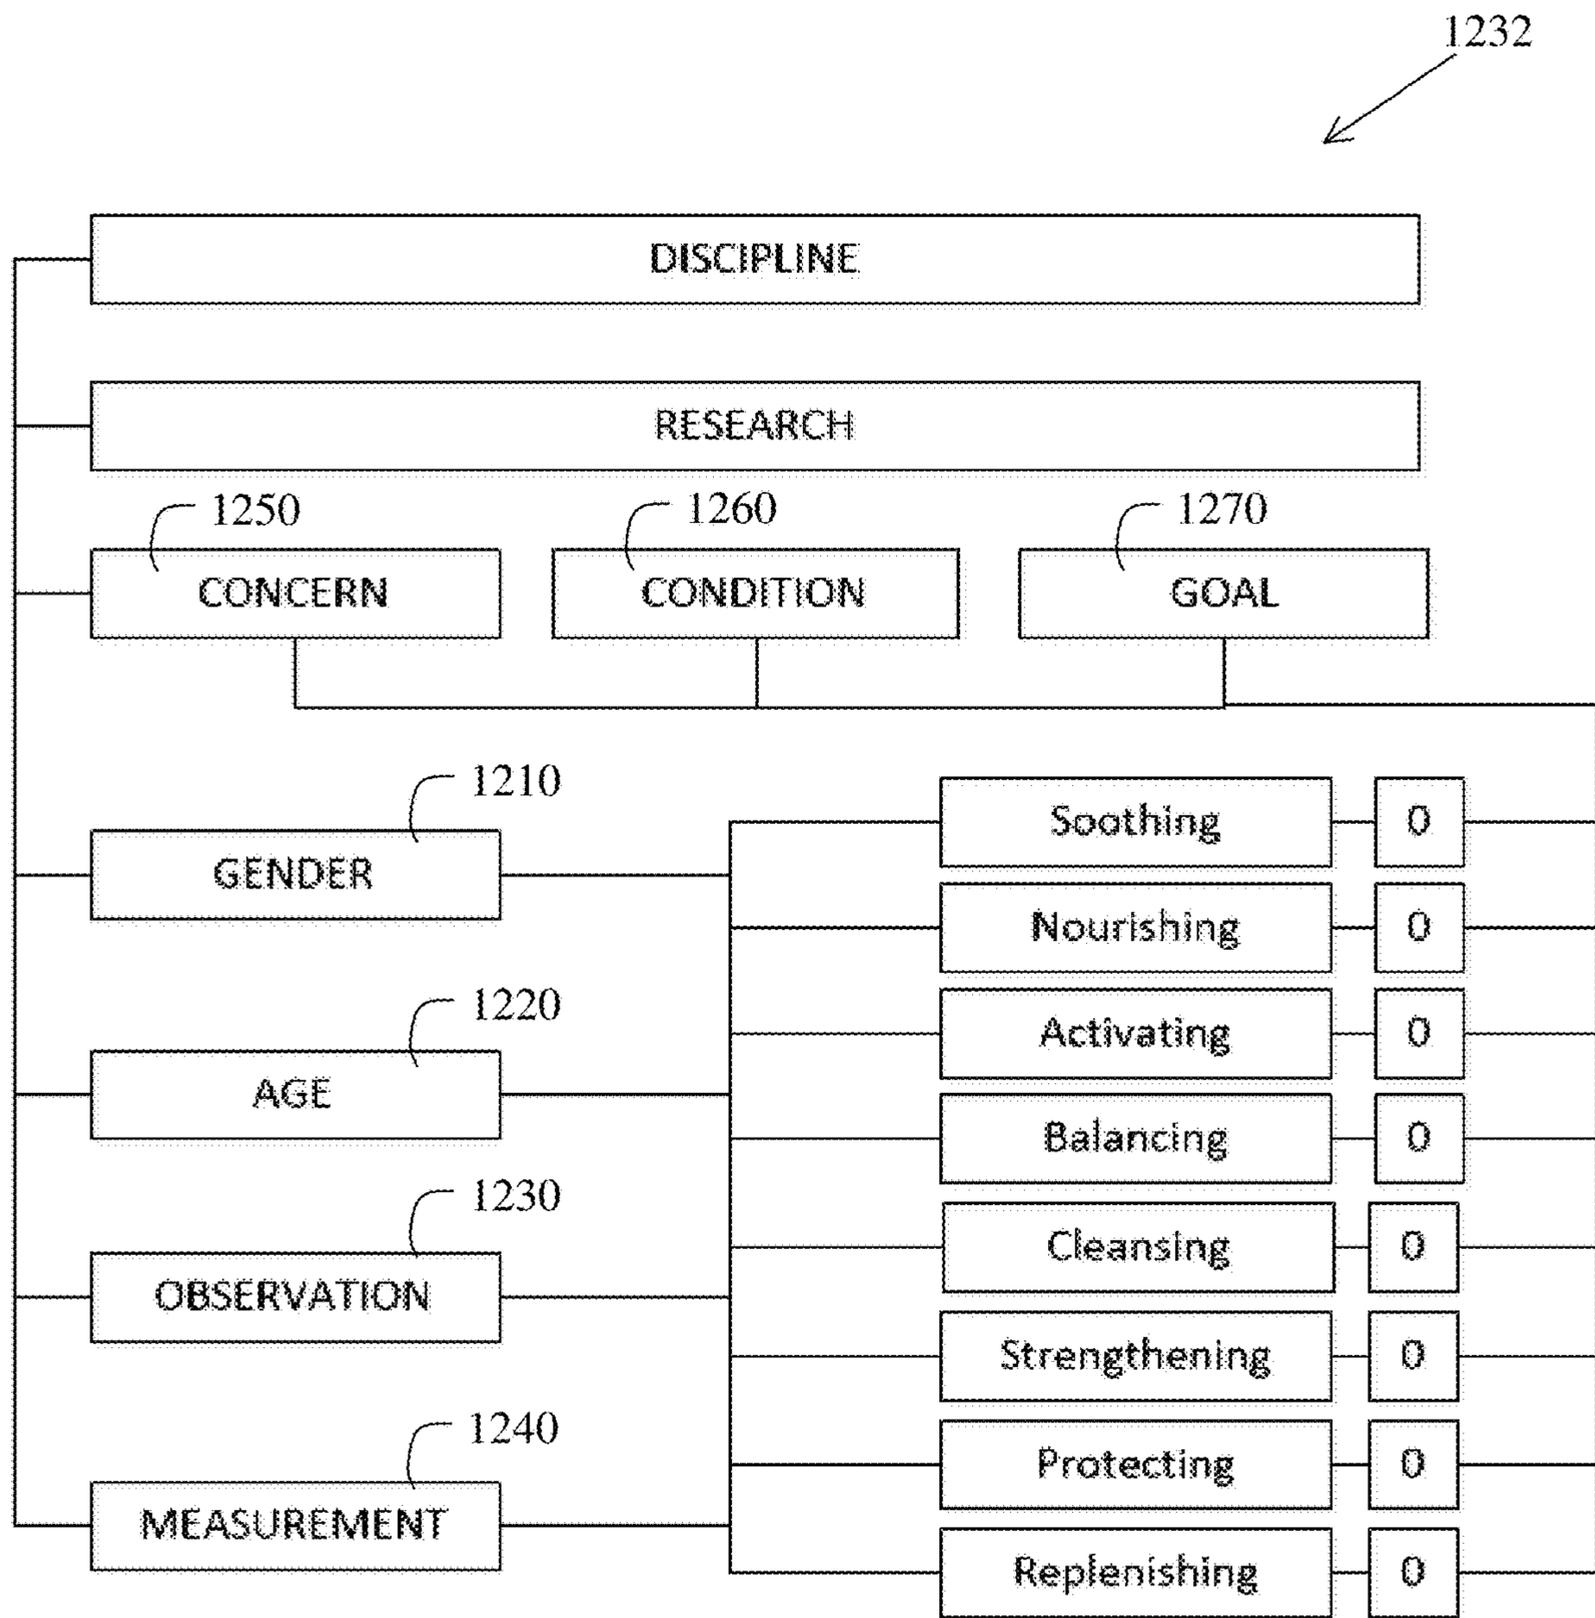 1232
DISCIPLINE
RESEARCH
1250 1260 1270
CONCERN CONDITION GOAL
1210
GENDER
1220
AGE
1230
OBSERVATION
1240
MEASUREMENT
Soothing 0
Nourishing 0
Activating 0
Balancing 0
Cleansing 0
Strengthening 0
Protecting 0
Replenishing 0